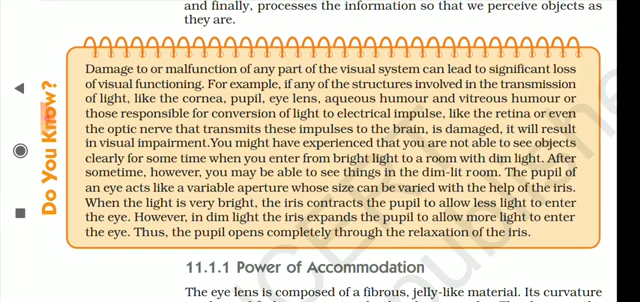 and finally, processes the information so that we perceive objects as
they are.
Do You Know?
Damage to or malfunction of any part of the visual system can lead to significant loss
of visual functioning. For example, if any of the structures involved in the transmission
of light, like the cornea, pupil, eye lens, aqueous humour and vitreous humour or
those responsible for conversion of light to electrical impulse, like the retina or even
the optic nerve that transmits these impulses to the brain, is damaged, it will result
in visual impairment.You might have experienced that you are not able to see objects
clearly for some time when you enter from bright light to a room with dim light. After
sometime, however, you may be able to see things in the dim-lit room. The pupil of
an eye acts like a variable aperture whose size can be varied with the help of the iris.
When the light is very bright, the iris contracts the pupil to allow less light to enter
the eye. However, in dim light the iris expands the pupil to allow more light to enter
the eye. Thus, the pupil opens completely through the relaxation of the iris.
11.1.1 Power of Accommodation
The eye lens is composed of a fibrous, jelly-like material. Its curvature